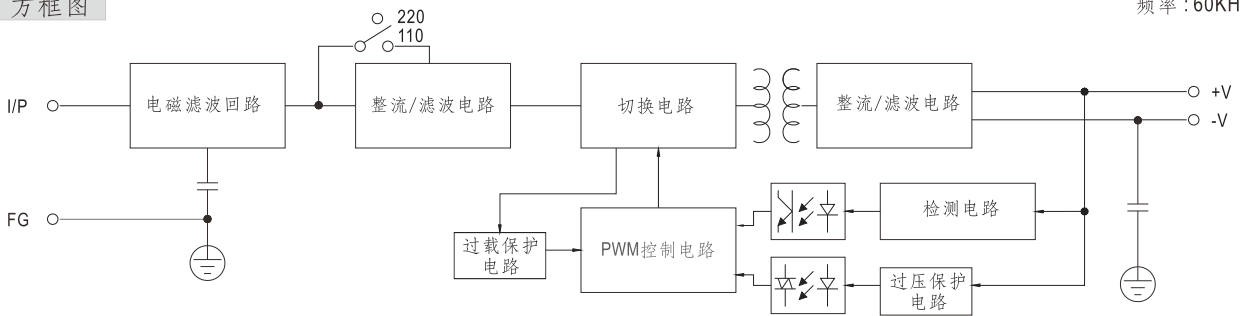 方框图
频率:60KH
220
110
I/P
电磁滤波回路
整流/滤波电路
切换电路
整流/滤波电路
+V
-V
FG
过载保护
电路
PWM控制电路
检测电路
过压保护
电路